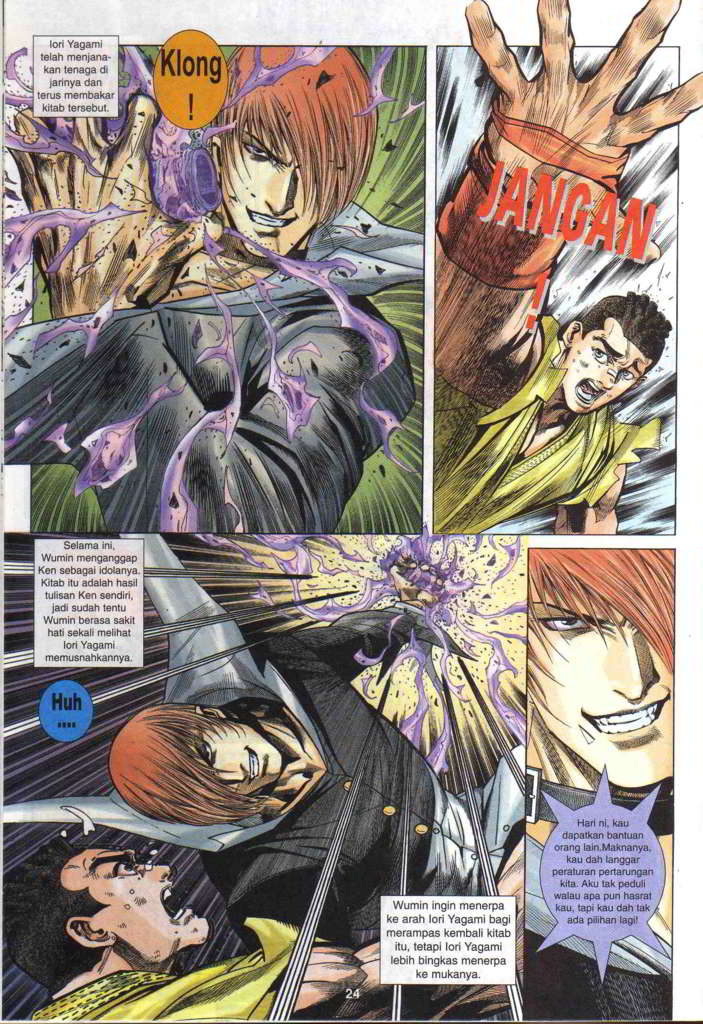 Iori Yagami
telah menjana-
kan tenaga di
jarinya dan
terus membakar
kitab tersebut.
Klong
!
JANGAN
!
Selama ini,
Wumin menganggap
Ken sebagai idolanya.
Kitab itu adalah hasil
tulisan Ken sendiri,
jadi sudah tentu
Wumin berasa sakit
hati sekali melihat
Iori Yagami
memusnahkannya.
Huh
....
Hari ni, kau
dapatkan bantuan
orang lain.Maknanya,
kau dah langgar
peraturan pertarungan
kita. Aku tak peduli
walau apa pun hasrat
kau, tapi kau dah tak
ada pilihan lagi!
Wumin ingin menerpa
ke arah Iori Yagami bagi
merampas kembali kitab
itu, tetapi Iori Yagami
lebih bingkas menerpa
ke mukanya.
24